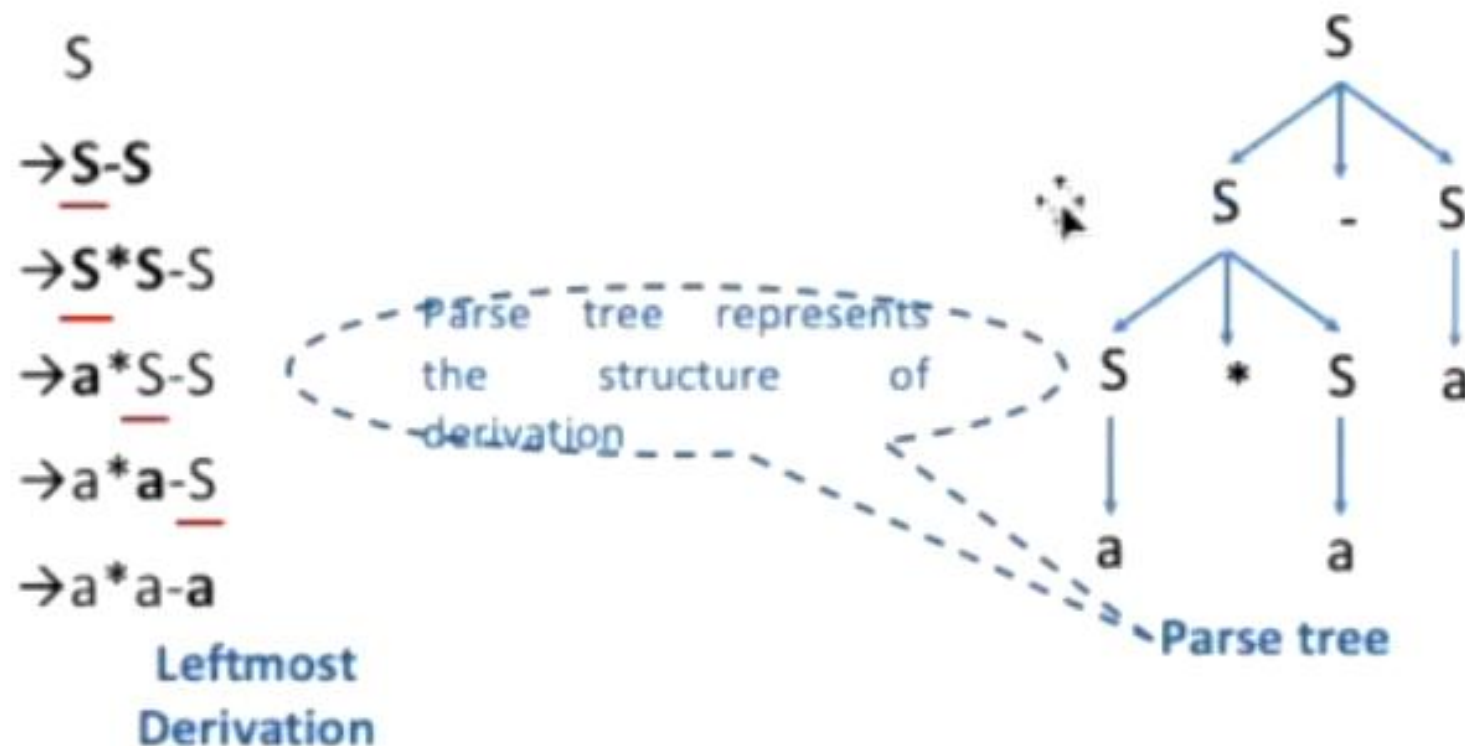 S
→S-S
→S*S-S
→a*S-S
→a*a-S
→a*a-a
Leftmost
Derivation
Parse tree represents
the structure of
derivation
S
S - S
S * S a
a a
Parse tree